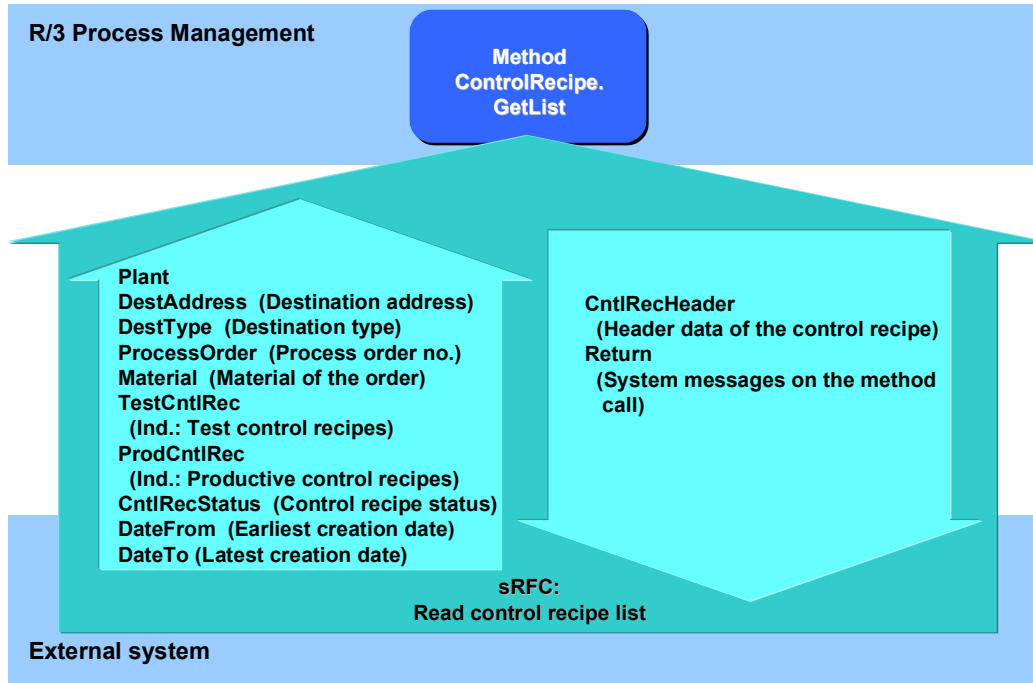 R/3 Process Management
Method
ControlRecipe.
GetList
Plant
DestAddress (Destination address)
DestType (Destination type)
ProcessOrder (Process order no.)
Material (Material of the order)
TestCntlRec
(Ind.: Test control recipes)
ProdCntlRec
(Ind.: Productive control recipes)
CntlRecStatus (Control recipe status)
DateFrom (Earliest creation date)
DateTo (Latest creation date)
CntlRecHeader
(Header data of the control recipe)
Return
(System messages on the method
call)
sRFC:
Read control recipe list
External system